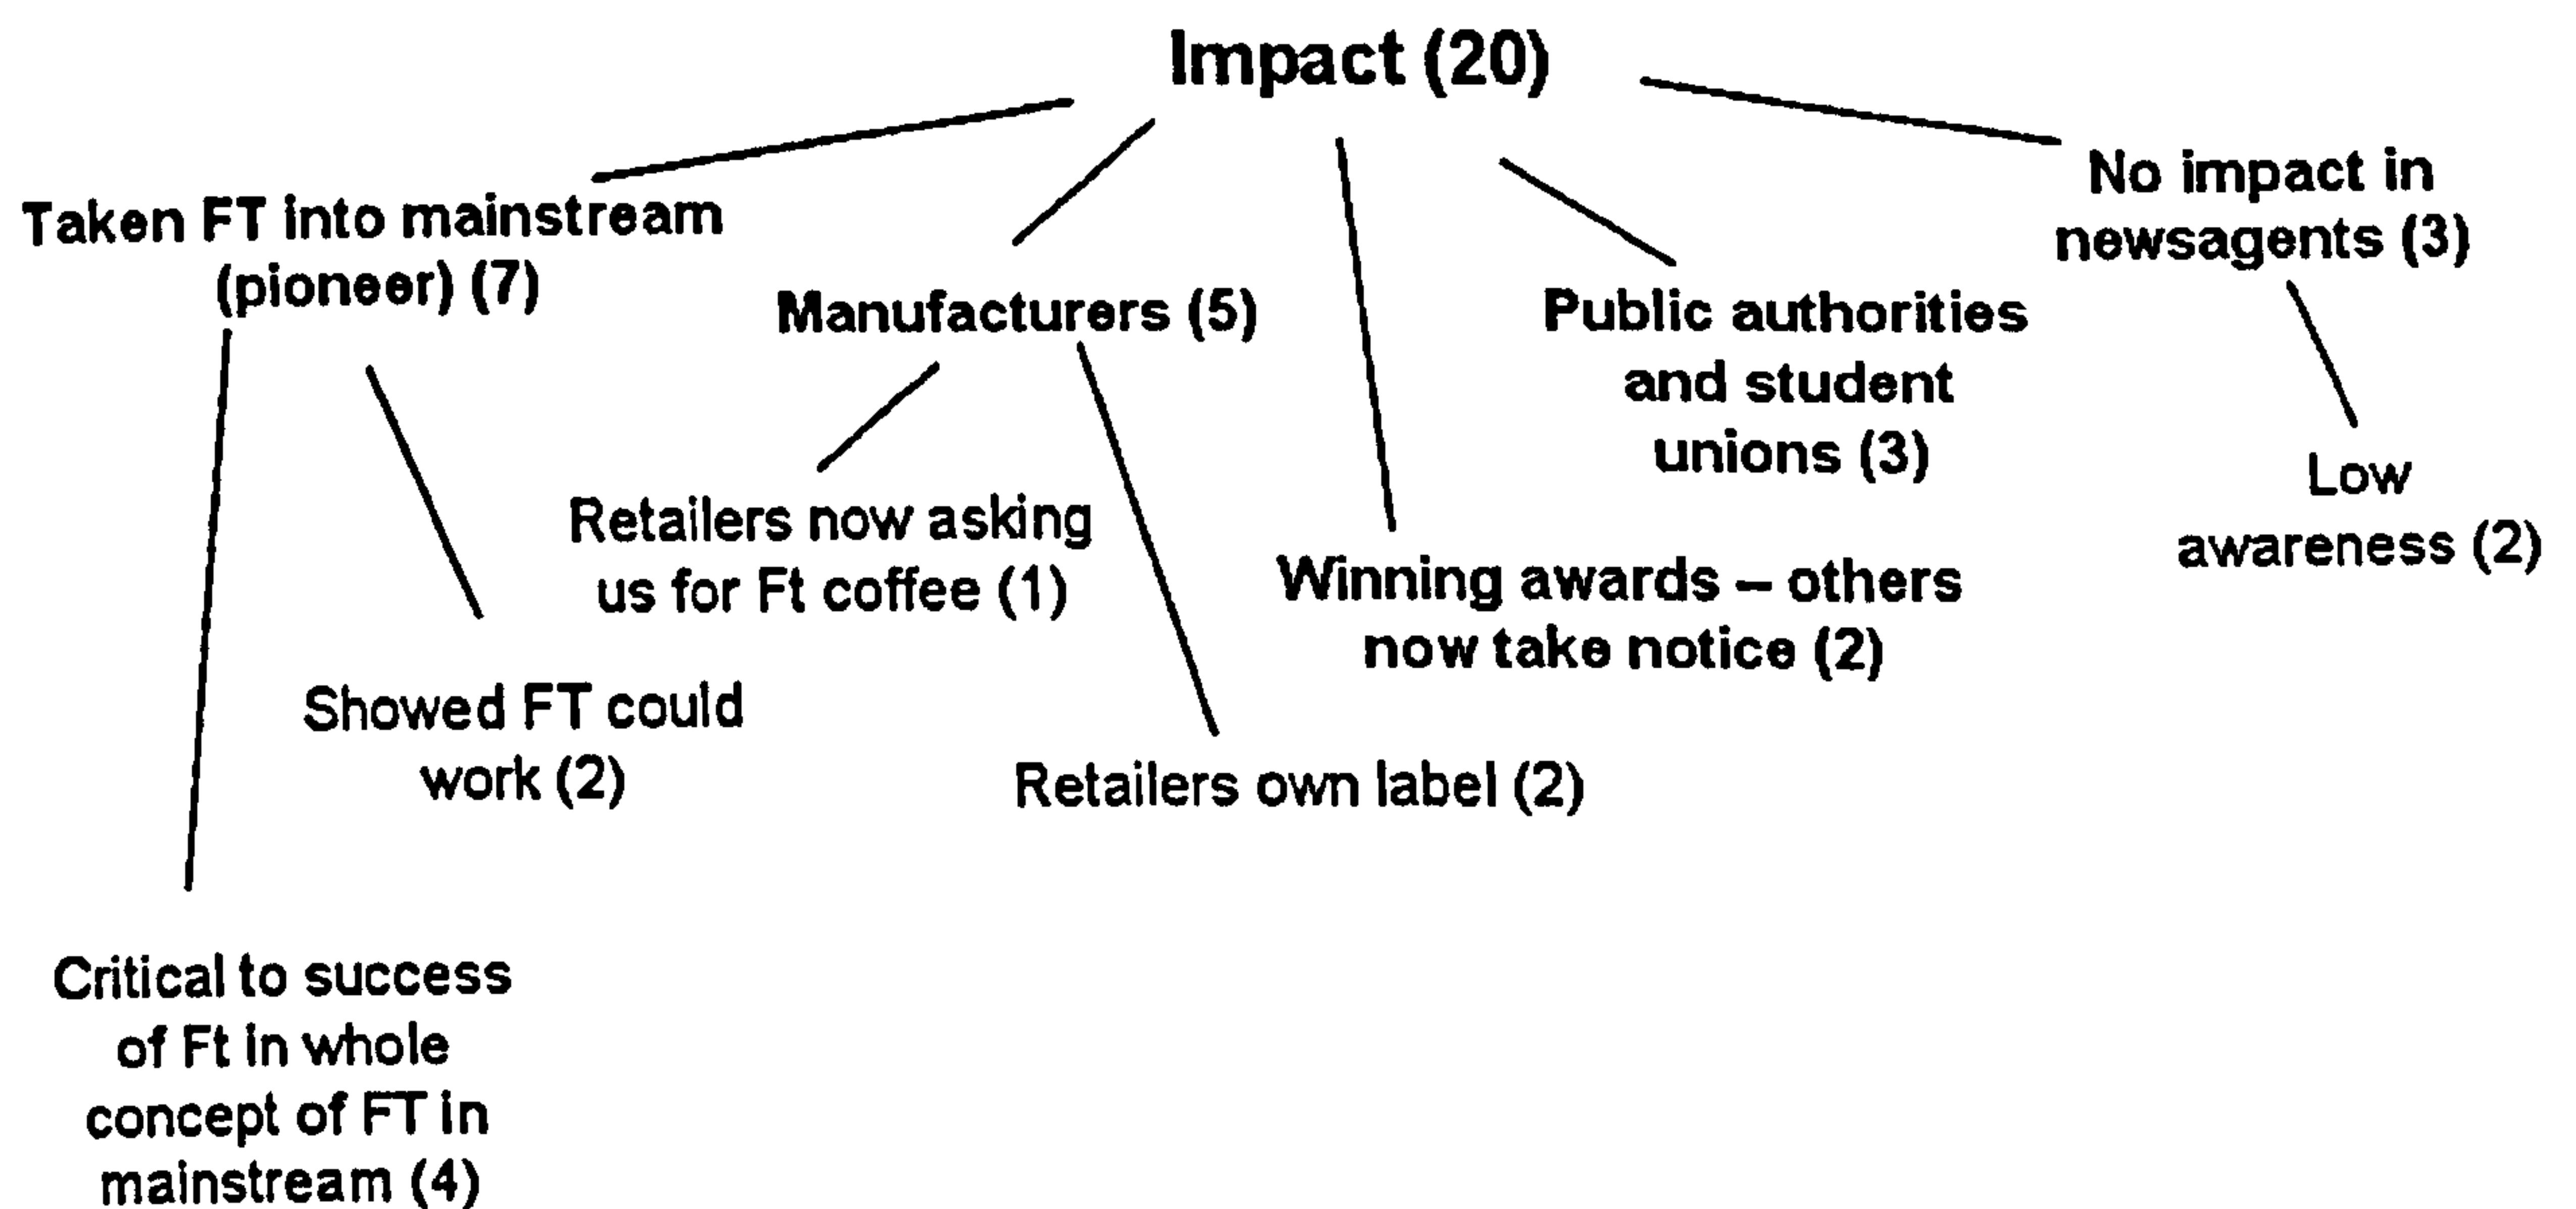 Impact (20)
Taken FT into mainstream
(pioneer) (7)
Manufacturers (5)
Public authorities
and student
unions (3)
No impact in
newsagents (3)
Retailers now asking
us for Ft coffee (1)
Winning awards – others
now take notice (2)
Low
awareness (2)
Showed FT could
work (2)
Retailers own label (2)
Critical to success
of Ft in whole
concept of FT in
mainstream (4)